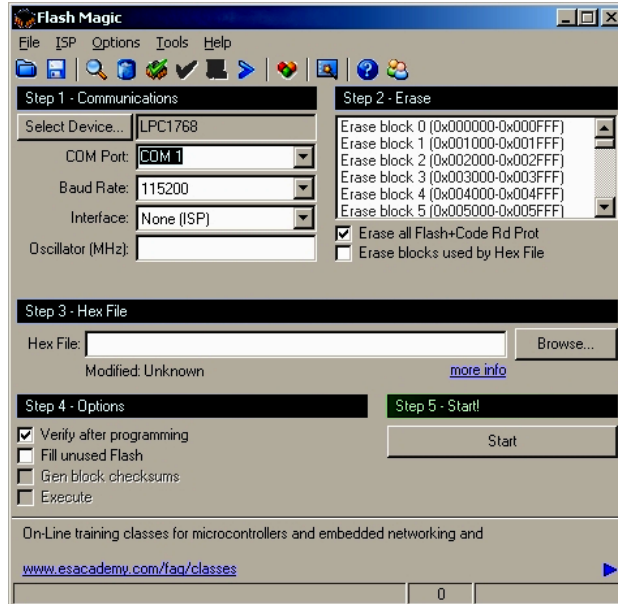 Flash Magic
File ISP Options Tools Help
Step 1 - Communications
Select Device... LPC1768
COM Port: COM 1
Baud Rate: 115200
Interface: None (ISP)
Oscillator (MHz):
Step 2 - Erase
Erase block 0 (0x000000-0x000FFF)
Erase block 1 (0x001000-0x001FFF)
Erase block 2 (0x002000-0x002FFF)
Erase block 3 (0x003000-0x003FFF)
Erase block 4 (0x004000-0x004FFF)
Erase block 5 (0x005000-0x005FFF)
Erase all Flash+Code Rd Prot
Erase blocks used by Hex File
Step 3 - Hex File
Hex File: Browse...
Modified: Unknown more info
Step 4 - Options
Verify after programming
Fill unused Flash
Gen block checksums
Execute
Step 5 - Start!
Start
On-Line training classes for microcontrollers and embedded networking and
www.esacademy.com/faq/classes
0